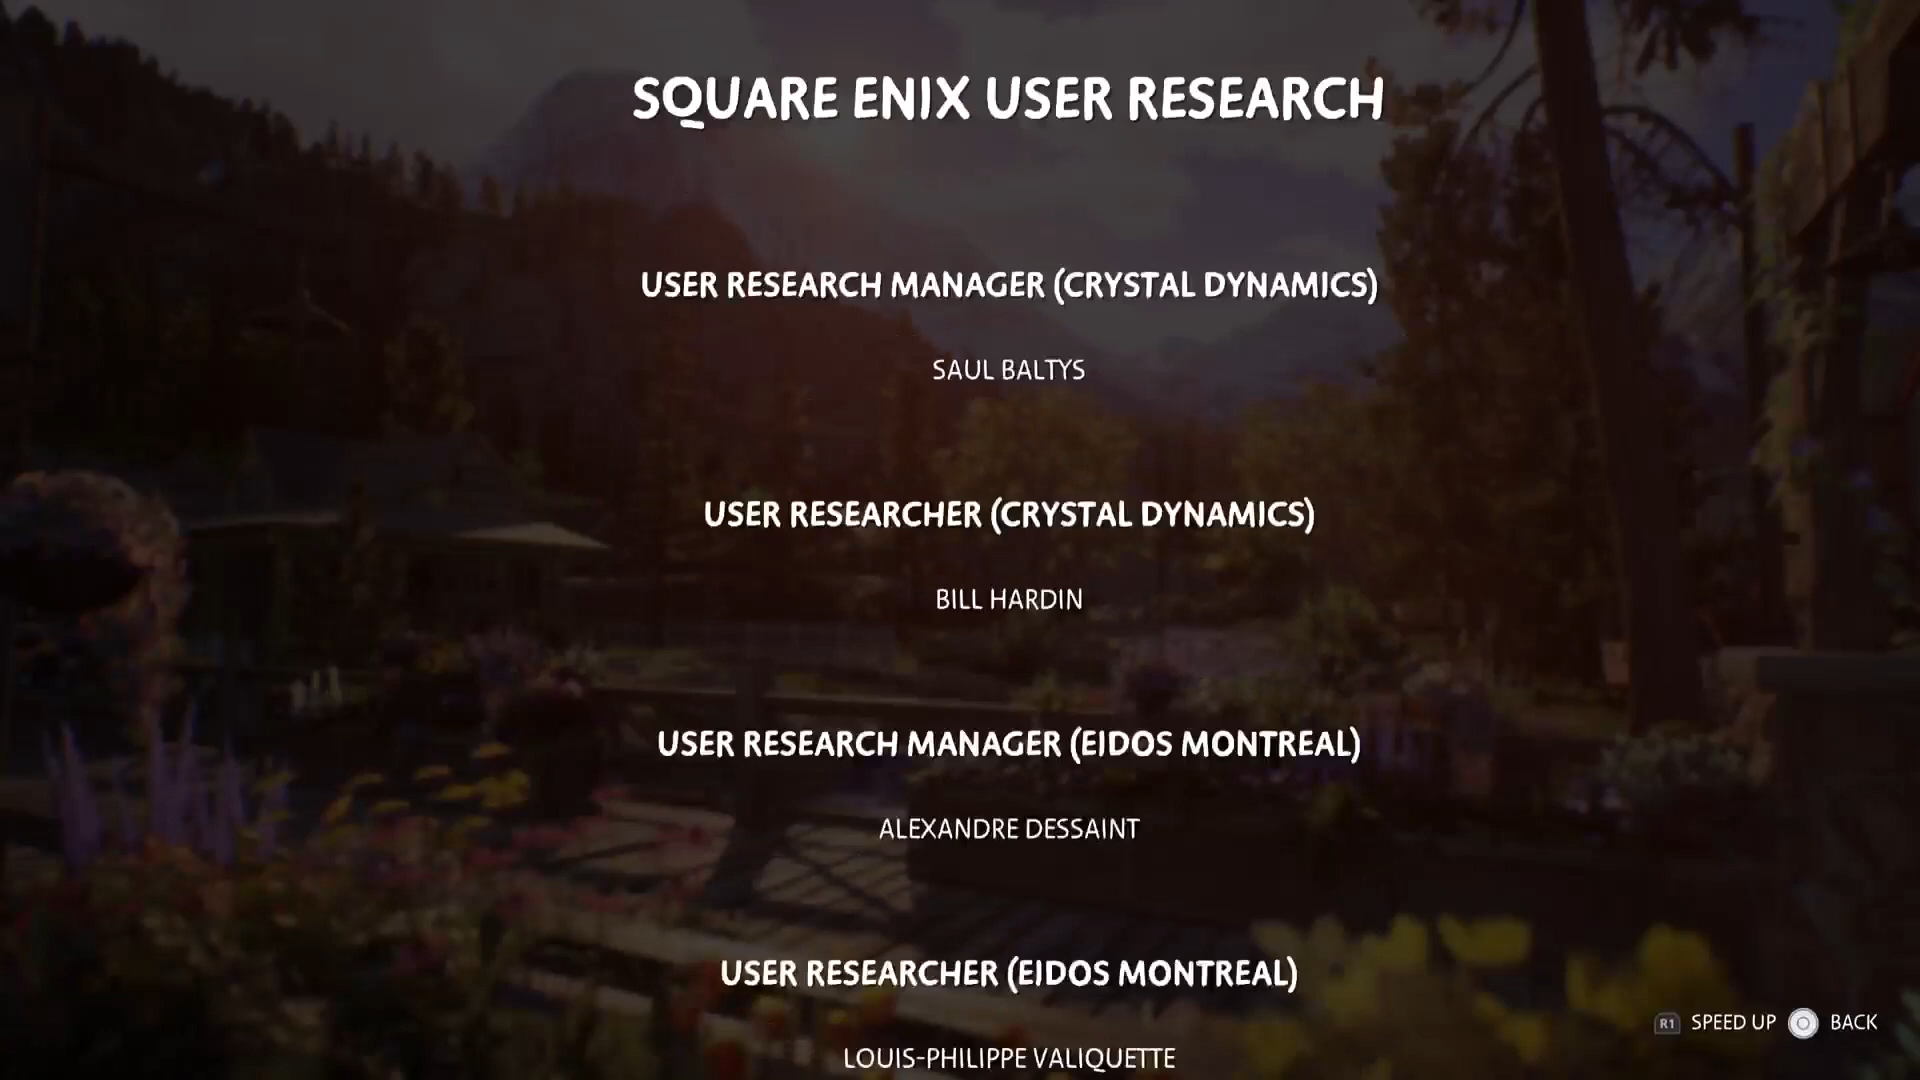 SQUARE ENIX USER RESEARCH
USER RESEARCH MANAGER (CRYSTAL DYNAMICS)
SAUL BALTYS
USER RESEARCHER (CRYSTAL DYNAMICS)
BILL HARDIN
USER RESEARCH MANAGER (EIDOS MONTREAL)
ALEXANDRE DESSAINT
USER RESEARCHER (EIDOS MONTREAL)
R1 SPEED UP BACK
LOUIS-PHILIPPE VALIQUETTE